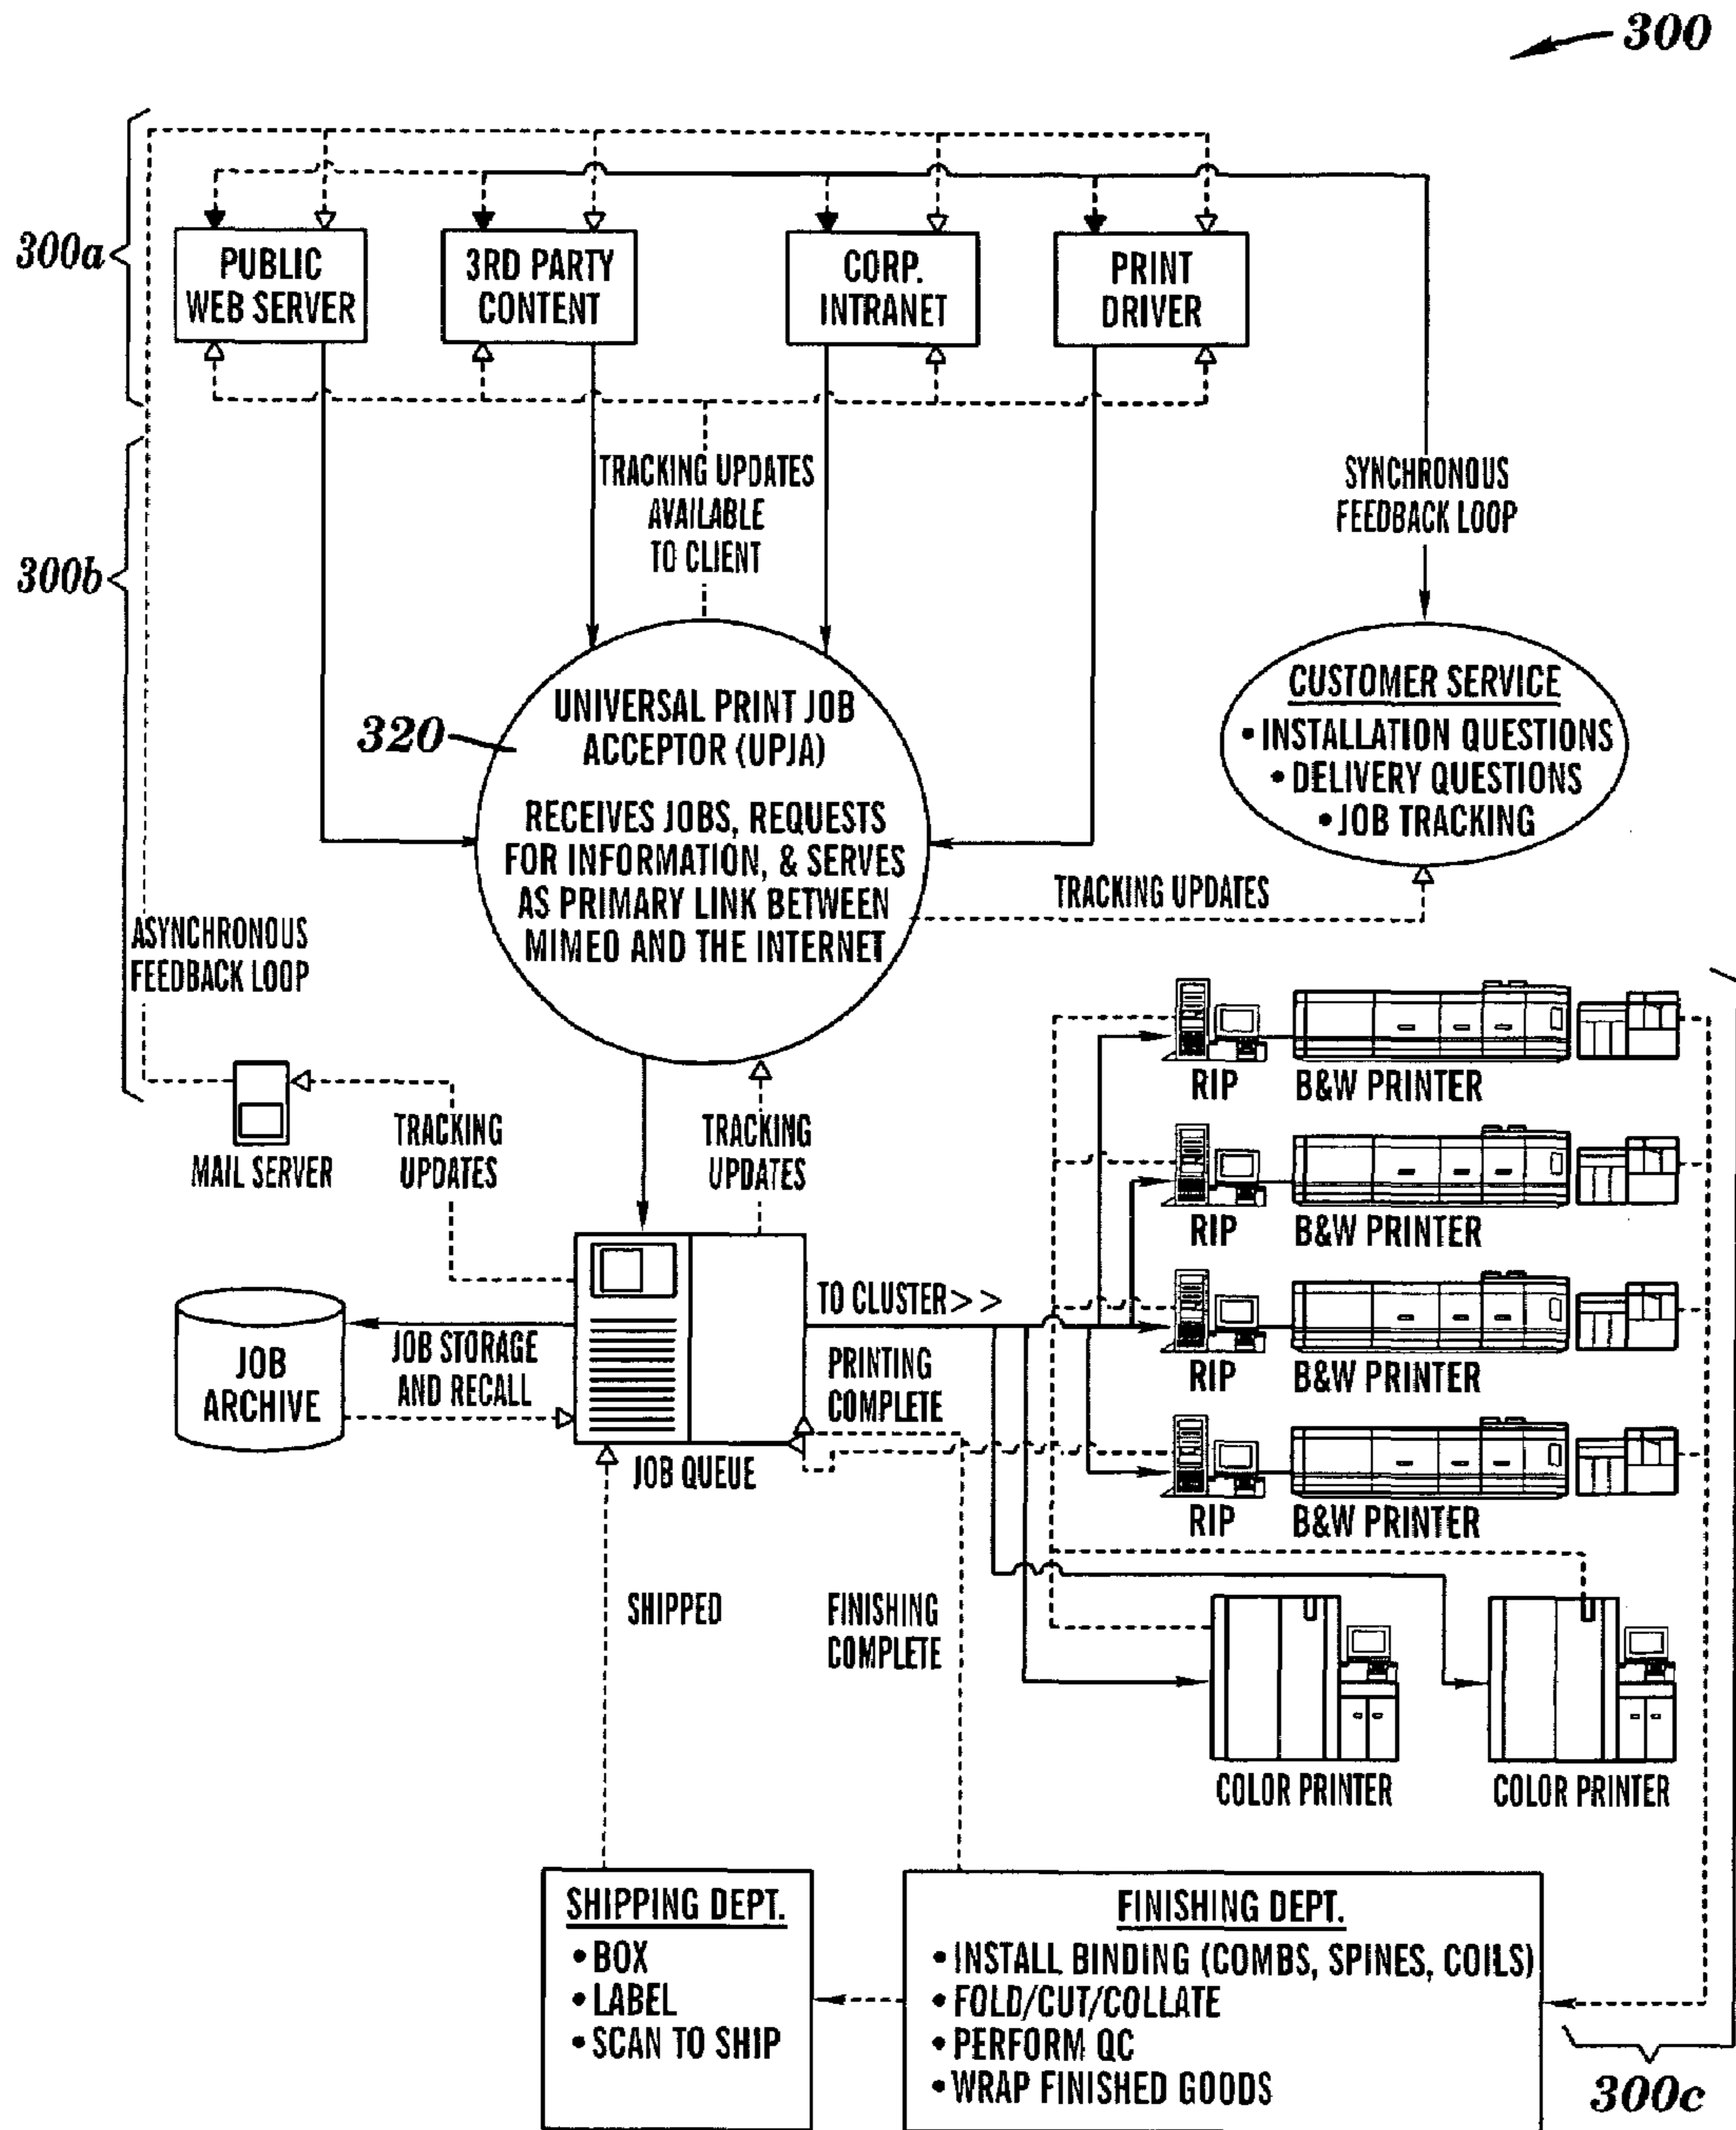 300
300a
PUBLIC
WEB SERVER
3RD PARTY
CONTENT
CORP.
INTRANET
PRINT
DRIVER
TRACKING UPDATES
AVAILABLE
TO CLIENT
SYNCHRONOUS
FEEDBACK LOOP
300b
320
UNIVERSAL PRINT JOB
ACCEPTOR (UPJA)
RECEIVES JOBS, REQUESTS
FOR INFORMATION, & SERVES
AS PRIMARY LINK BETWEEN
MIMEO AND THE INTERNET
CUSTOMER SERVICE
• INSTALLATION QUESTIONS
• DELIVERY QUESTIONS
• JOB TRACKING
TRACKING UPDATES
ASYNCHRONOUS
FEEDBACK LOOP
MAIL SERVER
TRACKING
UPDATES
TRACKING
UPDATES
RIP B&W PRINTER
RIP B&W PRINTER
RIP B&W PRINTER
RIP B&W PRINTER
TO CLUSTER>>
JOB
ARCHIVE
JOB STORAGE
AND RECALL
PRINTING
COMPLETE
JOB QUEUE
SHIPPED
FINISHING
COMPLETE
COLOR PRINTER
COLOR PRINTER
SHIPPING DEPT.
• BOX
• LABEL
• SCAN TO SHIP
FINISHING DEPT.
• INSTALL BINDING (COMBS, SPINES, COILS)
• FOLD/CUT/COLLATE
• PERFORM QC
• WRAP FINISHED GOODS
300c